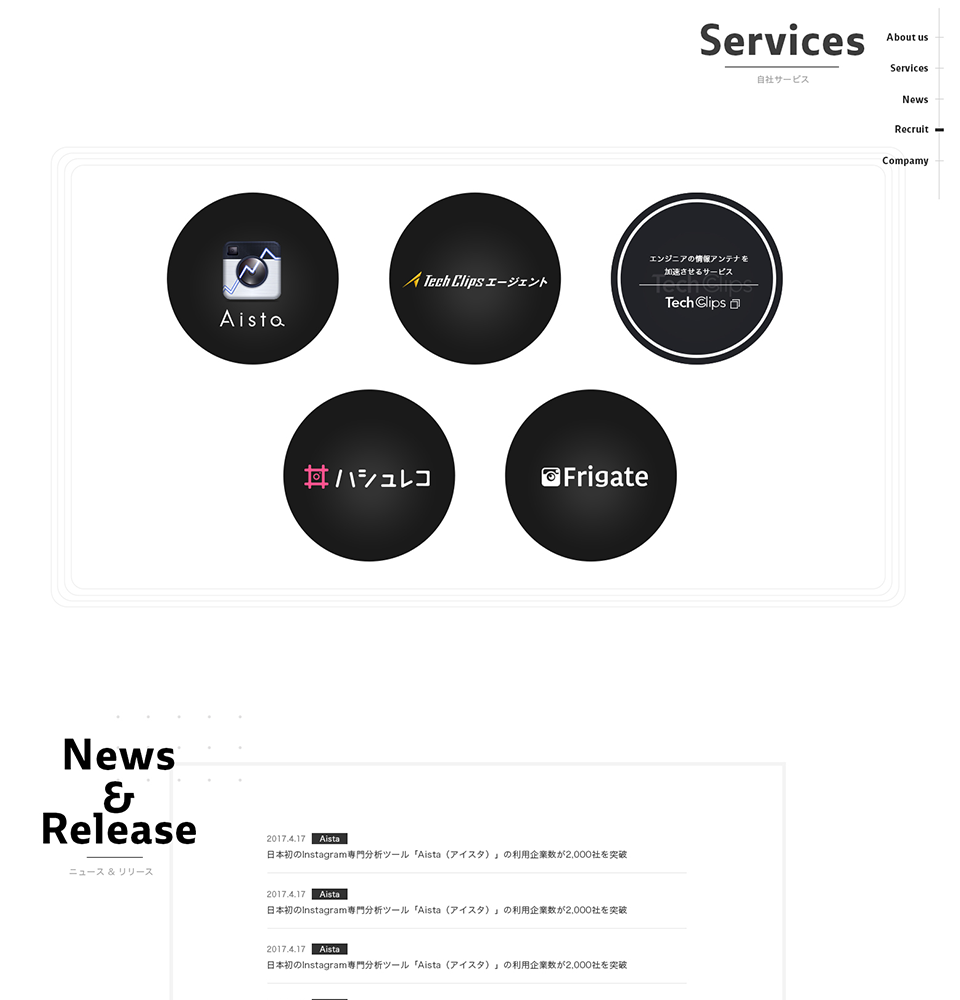 Services
自社サービス
About us
Services
News
Recruit
Compamy
Aista
Tech Clips エージェント
エンジニアの情報アンテナを
加速させるサービス
TechClips
TechClips
ハシュレコ
Frigate
News
&
Release
ニュース & リリース
2017.4.17 Aista
日本初のInstagram専門分析ツール「Aista（アイスタ）」の利用企業数が2,000社を突破
2017.4.17 Aista
日本初のInstagram専門分析ツール「Aista（アイスタ）」の利用企業数が2,000社を突破
2017.4.17 Aista
日本初のInstagram専門分析ツール「Aista（アイスタ）」の利用企業数が2,000社を突破